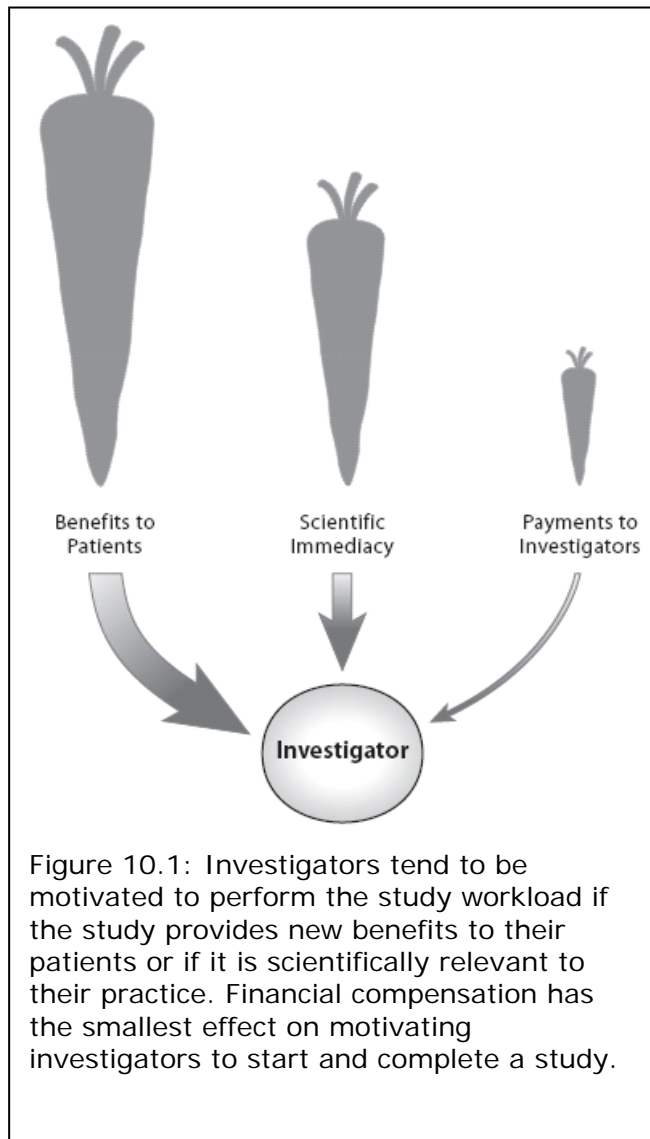 Benefits to
Patients
Scientific
Immediacy
Payments to
Investigators
Investigator
Figure 10.1: Investigators tend to be
motivated to perform the study workload if
the study provides new benefits to their
patients or if it is scientifically relevant to
their practice. Financial compensation has
the smallest effect on motivating
investigators to start and complete a study.